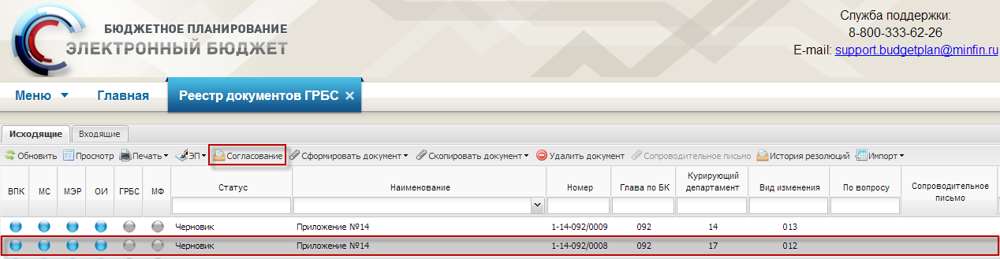 БЮДЖЕТНОЕ ПЛАНИРОВАНИЕ
ЭЛЕКТРОННЫЙ БЮДЖЕТ
Служба поддержки:
8-800-333-62-26
E-mail: support.budgetplan@minfin.ru
Меню Главная Реестр документов ГРБС ×
Исходящие Входящие
Обновить Просмотр Печать ЭП Согласование Сформировать документ Скопировать документ Удалить документ Сопроводительное письмо История резолюций Импорт
ВПК МС МЭР ОИ ГРБС МФ Статус Наименование Номер Глава по БК Курирующий департамент Вид изменения По вопросу Сопроводительное письмо
Черновик Приложение №14 1-14-092/0009 092 14 013
Черновик Приложение №14 1-14-092/0008 092 17 012